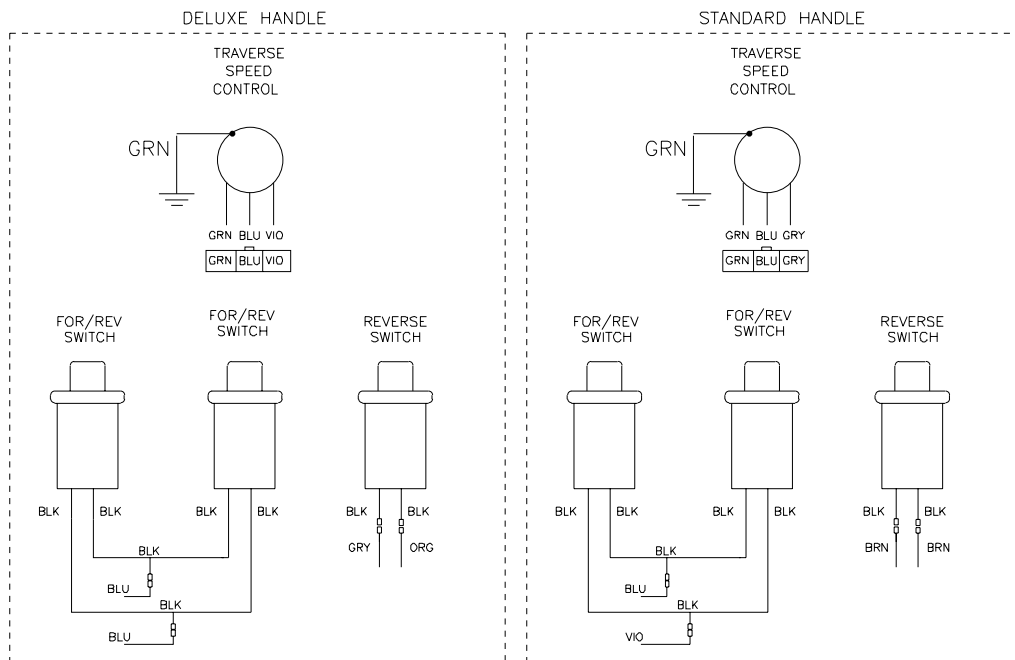 DELUXE HANDLE
TRAVERSE
SPEED
CONTROL
GRN
GRN BLU VIO
GRN BLU VIO
FOR/REV
SWITCH
FOR/REV
SWITCH
REVERSE
SWITCH
BLK BLK BLK BLK BLK BLK
GRY ORG
BLK
BLU
BLK
BLU
STANDARD HANDLE
TRAVERSE
SPEED
CONTROL
GRN
GRN BLU GRY
GRN BLU GRY
FOR/REV
SWITCH
FOR/REV
SWITCH
REVERSE
SWITCH
BLK BLK BLK BLK BLK BLK
BRN BRN
BLK
BLU
BLK
VIO